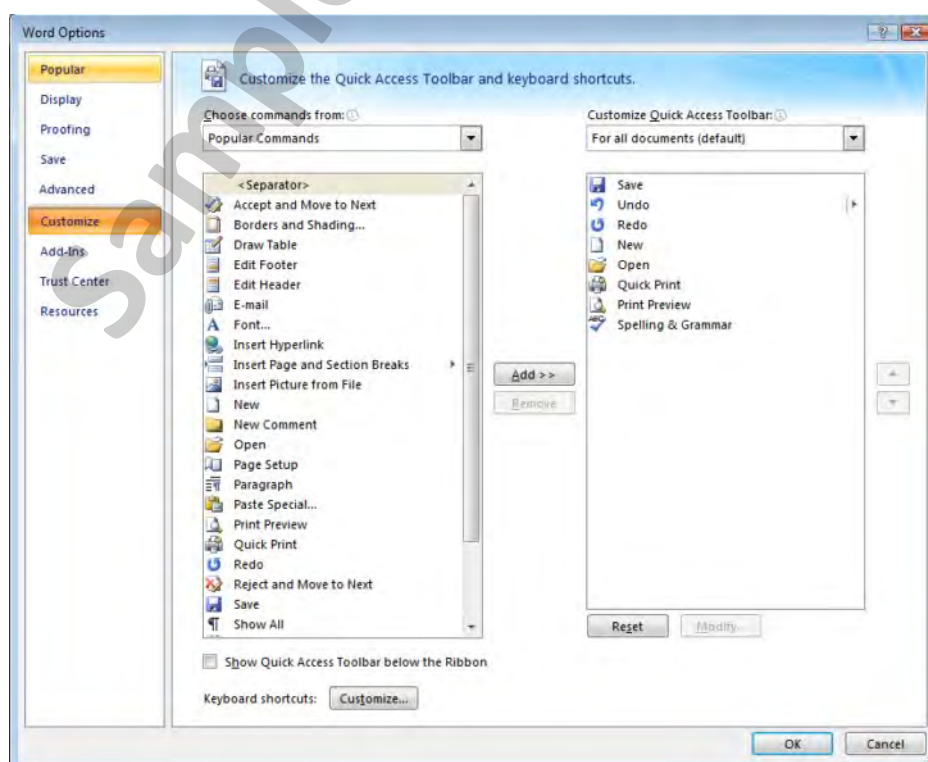 Word Options
Popular
Display
Proofing
Save
Advanced
Customize
Add-Ins
Trust Center
Resources
Customize the Quick Access Toolbar and keyboard shortcuts.
Choose commands from:
Popular Commands
<Separator>
Accept and Move to Next
Borders and Shading...
Draw Table
Edit Footer
Edit Header
E-mail
Font...
Insert Hyperlink
Insert Page and Section Breaks
Insert Picture from File
New
New Comment
Open
Page Setup
Paragraph
Paste Special...
Print Preview
Quick Print
Redo
Reject and Move to Next
Save
Show All
Add >>
Remove
Customize Quick Access Toolbar:
For all documents (default)
Save
Undo
Redo
New
Open
Quick Print
Print Preview
Spelling & Grammar
Reset
Modify...
Show Quick Access Toolbar below the Ribbon
Keyboard shortcuts: Customize...
OK
Cancel
Sample